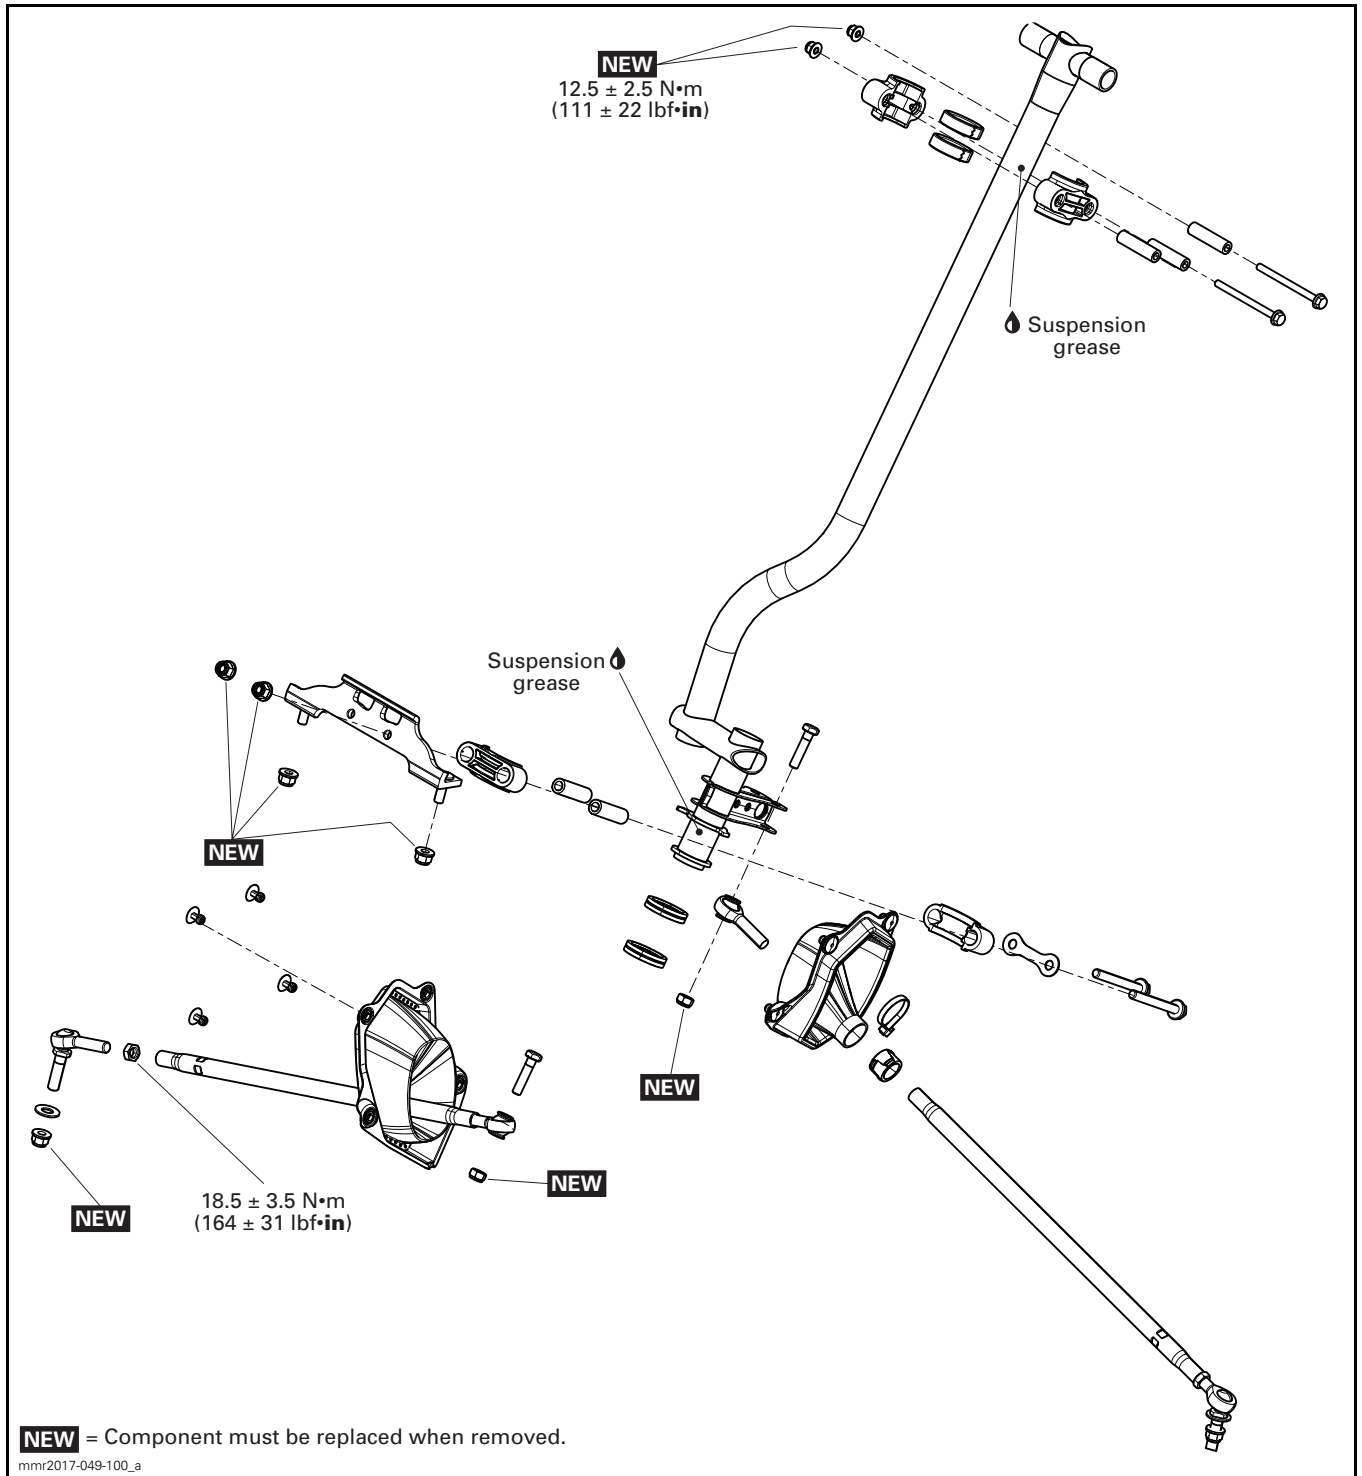 NEW
12.5 ± 2.5 N•m
(111 ± 22 lbf•in)
Suspension
grease
Suspension
grease
NEW
NEW
NEW
NEW
18.5 ± 3.5 N•m
(164 ± 31 lbf•in)
NEW = Component must be replaced when removed.
mmr2017-049-100_a